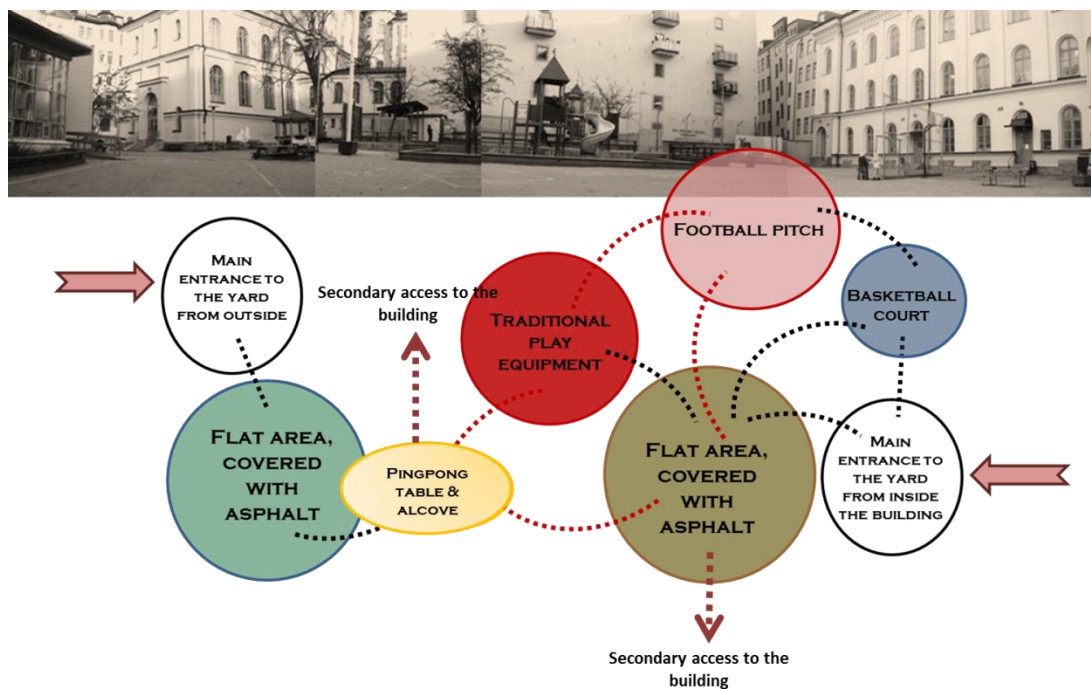 FOOTBALL PITCH
MAIN
ENTRANCE TO
THE YARD
FROM OUTSIDE
Secondary access to the
building
BASKETBALL
COURT
TRADITIONAL
PLAY
EQUIPMENT
FLAT AREA,
COVERED
WITH
ASPHALT
PINGPONG
TABLE &
ALCOVE
FLAT AREA,
COVERED
WITH
ASPHALT
MAIN
ENTRANCE TO
THE YARD
FROM INSIDE
THE BUILDING
Secondary access to the
building